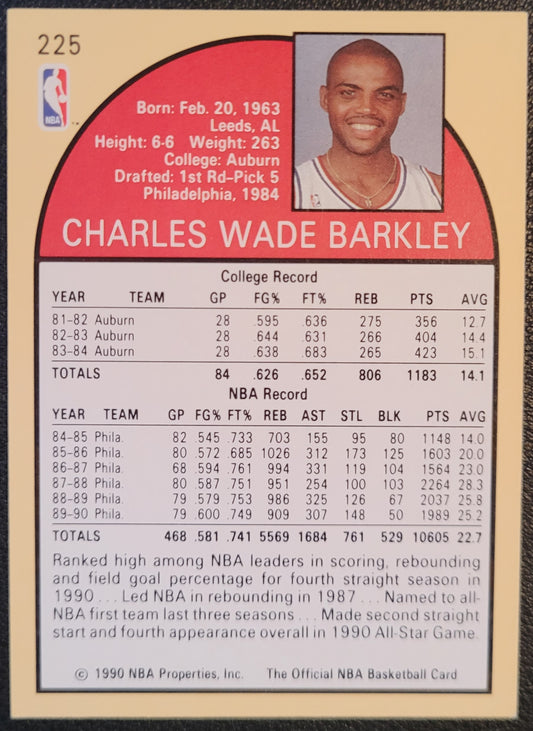 225
NBA
Born: Feb. 20, 1963
Leeds, AL
Height: 6-6 Weight: 263
College: Auburn
Drafted: 1st Rd-Pick 5
Philadelphia, 1984
CHARLES WADE BARKLEY
College Record
YEAR TEAM GP FG% FT% REB PTS AVG
81-82 Auburn 28 .595 .636 275 356 12.7
82-83 Auburn 28 .644 .631 266 404 14.4
83-84 Auburn 28 .638 .683 265 423 15.1
TOTALS 84 .626 .652 806 1183 14.1
NBA Record
YEAR TEAM GP FG% FT% REB AST STL BLK PTS AVG
84-85 Phila. 82 .545 .733 703 155 95 80 1148 14.0
85-86 Phila. 80 .572 .685 1026 312 173 125 1603 20.0
86-87 Phila. 68 .594 .761 994 331 119 104 1564 23.0
87-88 Phila. 80 .587 .751 951 254 100 103 2264 28.3
88-89 Phila. 79 .579 .753 986 325 126 67 2037 25.8
89-90 Phila. 79 .600 .749 909 307 148 50 1989 25.2
TOTALS 468 .581 .741 5569 1684 761 529 10605 22.7
Ranked high among NBA leaders in scoring, rebounding
and field goal percentage for fourth straight season in
1990 . . . Led NBA in rebounding in 1987 . . . Named to all-
NBA first team last three seasons . . . Made second straight
start and fourth appearance overall in 1990 All-Star Game.
© 1990 NBA Properties, Inc. The Official NBA Basketball Card